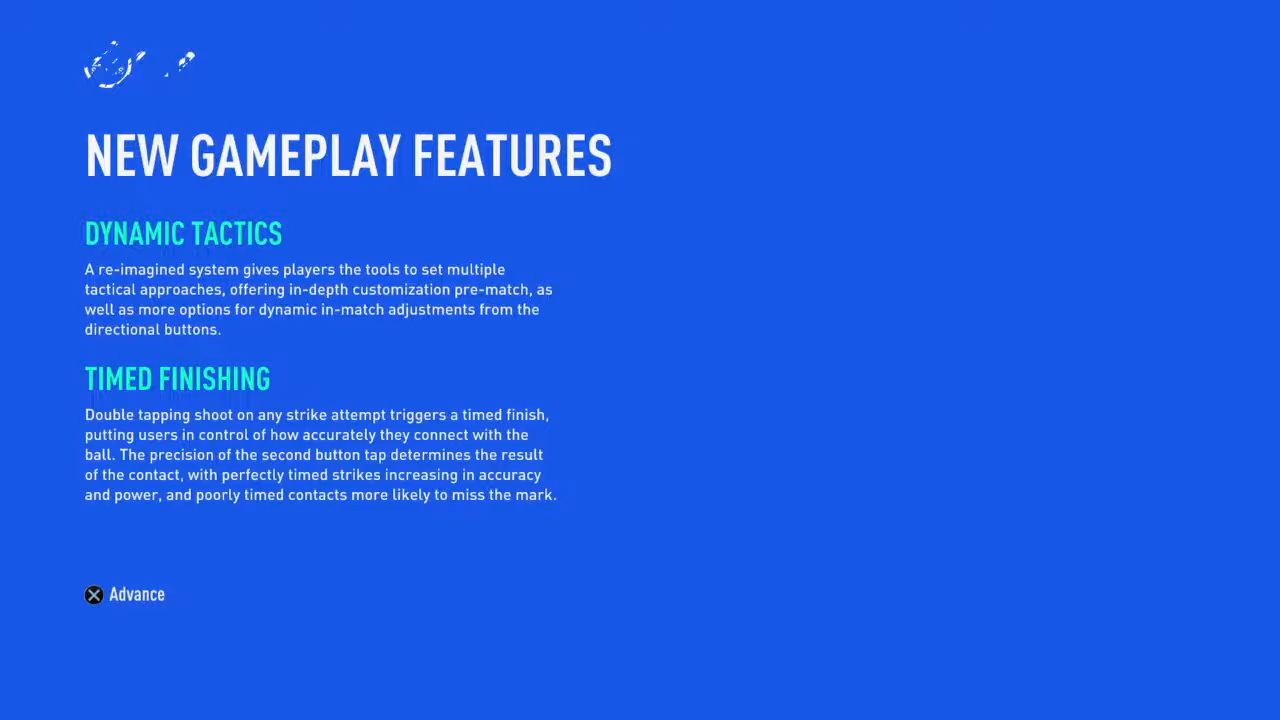 NEW GAMEPLAY FEATURES
DYNAMIC TACTICS
A re-imagined system gives players the tools to set multiple
tactical approaches, offering in-depth customization pre-match, as
well as more options for dynamic in-match adjustments from the
directional buttons.
TIMED FINISHING
Double tapping shoot on any strike attempt triggers a timed finish,
putting users in control of how accurately they connect with the
ball. The precision of the second button tap determines the result
of the contact, with perfectly timed strikes increasing in accuracy
and power, and poorly timed contacts more likely to miss the mark.
Advance